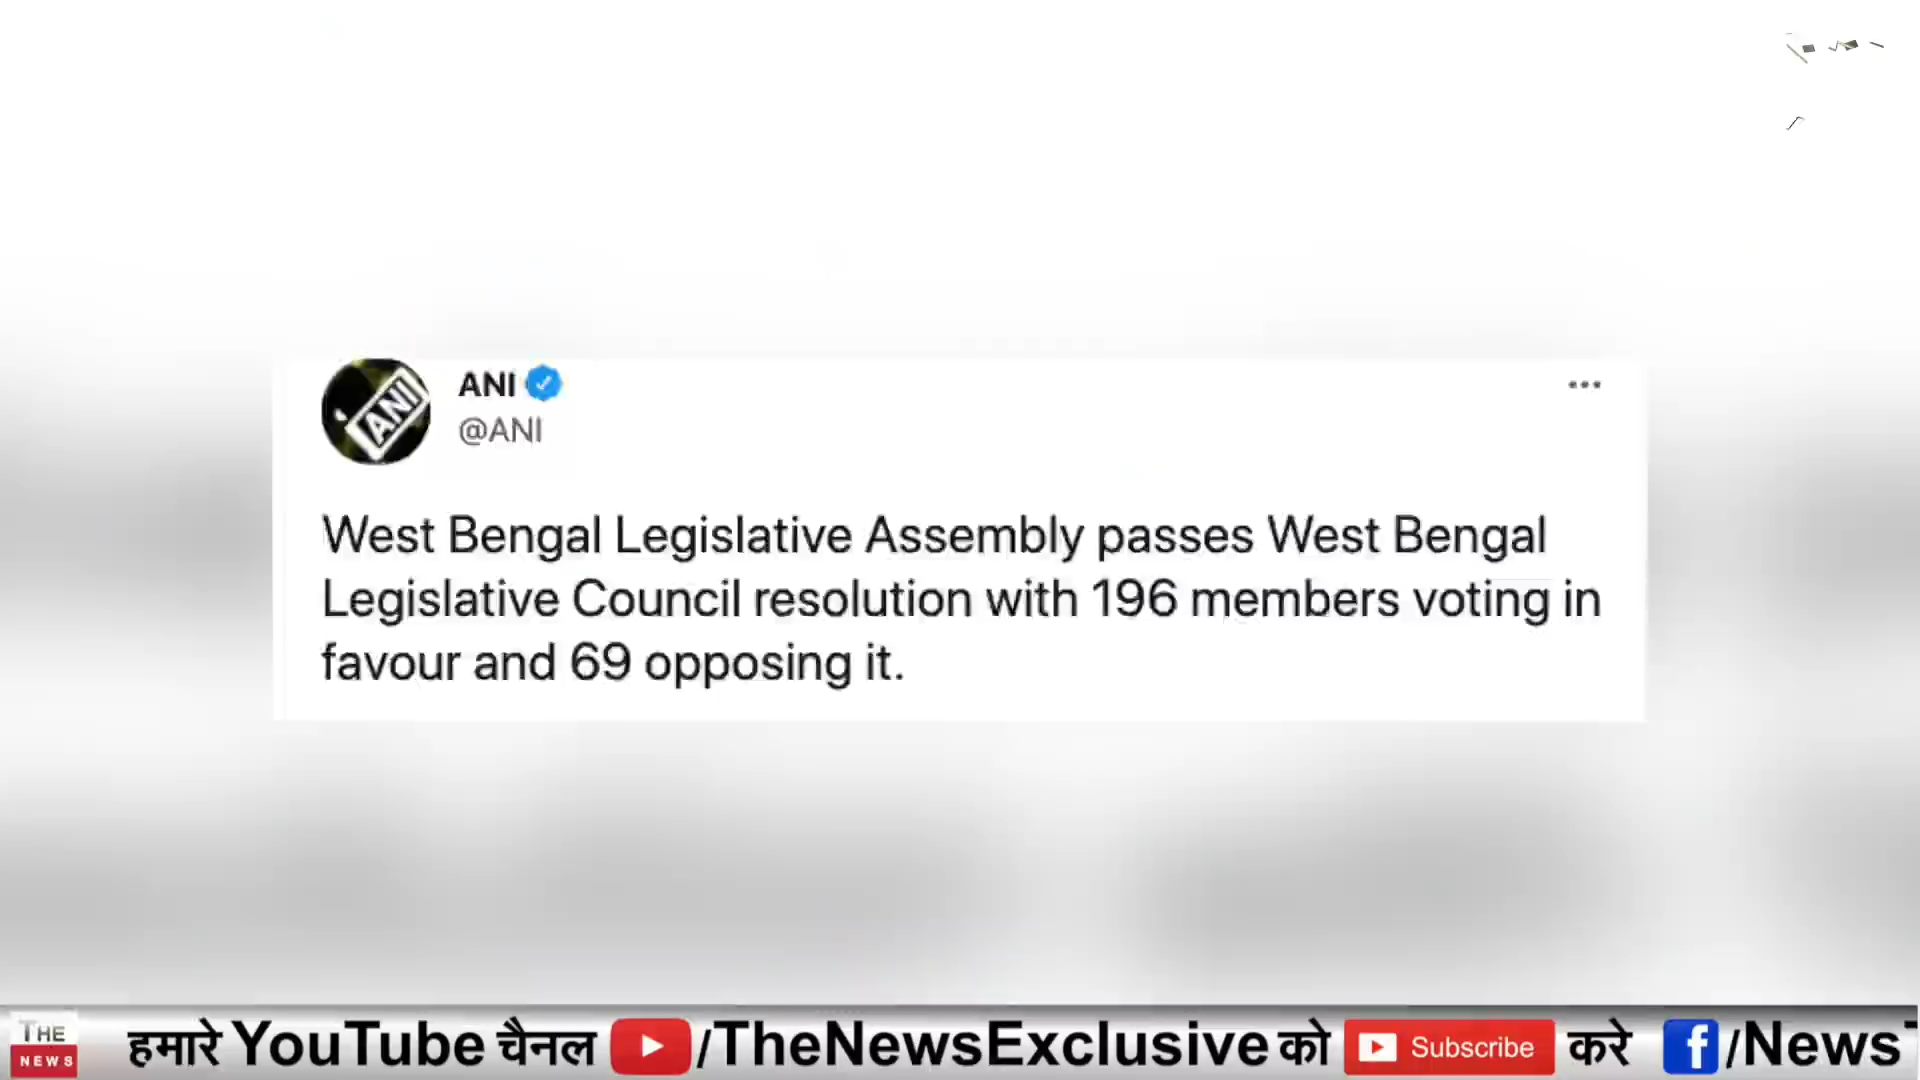 ANI
ANI
@ANI
West Bengal Legislative Assembly passes West Bengal
Legislative Council resolution with 196 members voting in
favour and 69 opposing it.
THE
NEWS
हमारे YouTube चैनल /TheNewsExclusive को Subscribe करे /News